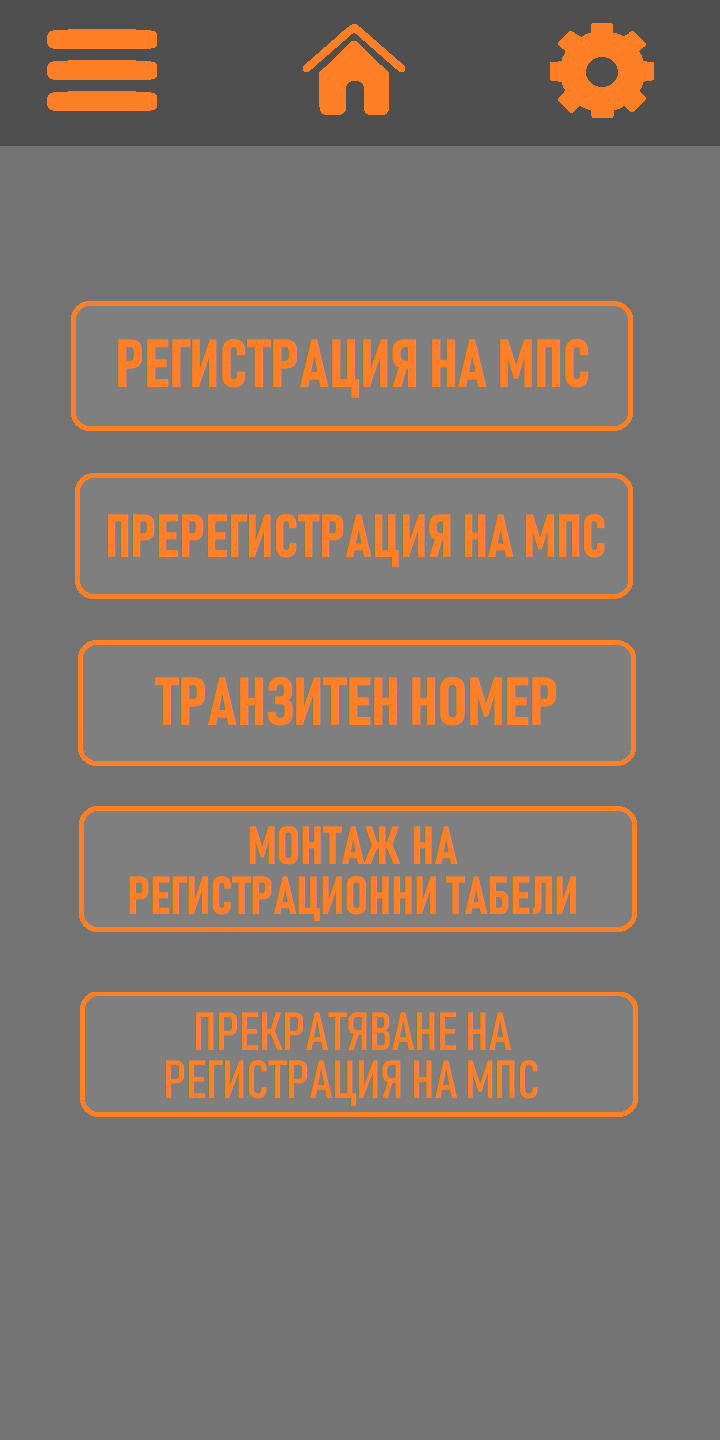 РЕГИСТРАЦИЯ НА МПС
ПРЕРЕГИСТРАЦИЯ НА МПС
ТРАНЗИТЕН НОМЕР
МОНТАЖ НА
РЕГИСТРАЦИОННИ ТАБЕЛИ
ПРЕКРАТЯВАНЕ НА
РЕГИСТРАЦИЯ НА МПС